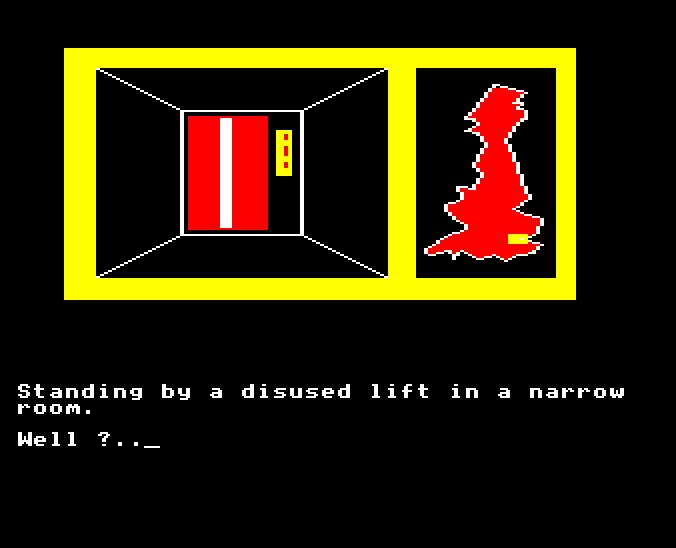 Standing by a disused lift in a narrow
room.
Well ?.._